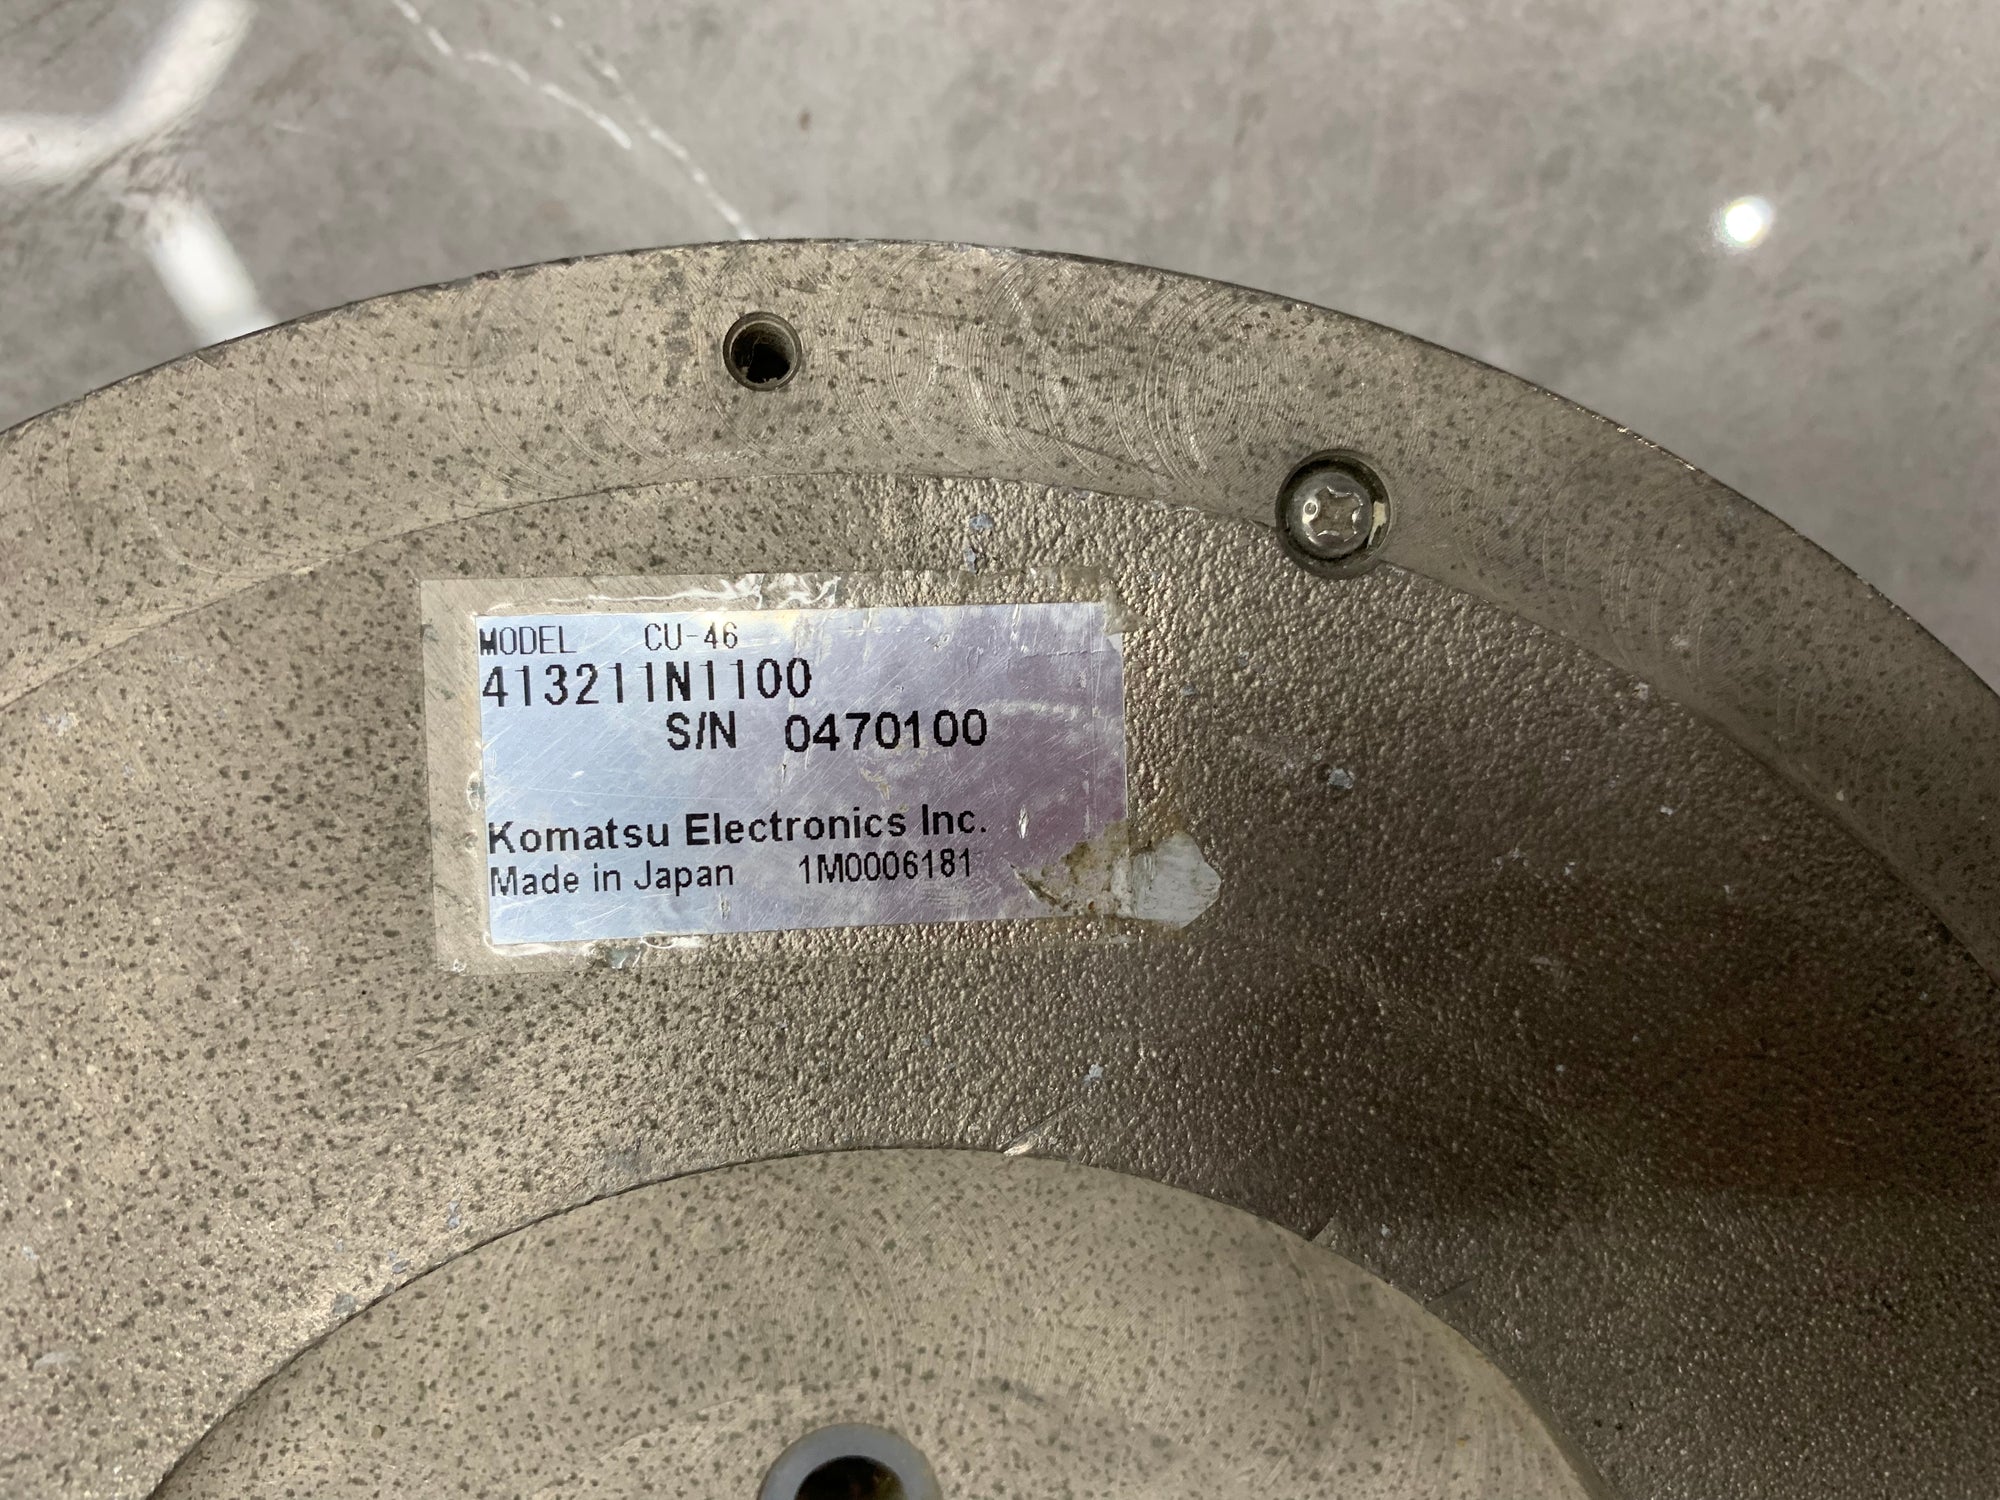 MODEL CU-46
413211N1100
S/N 0470100
Komatsu Electronics Inc.
Made in Japan 1M0006181